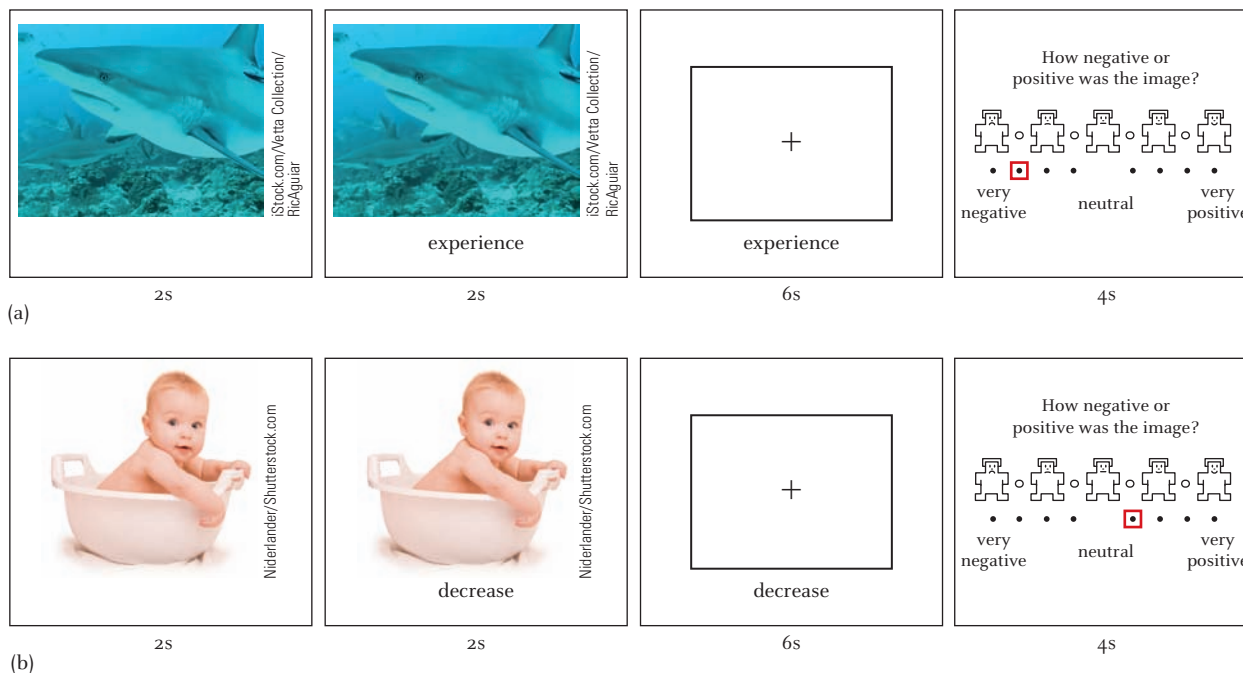 iStock.com/Vetta Collection/
RicAguiar
iStock.com/Vetta Collection/
RicAguiar
experience
experience
How negative or
positive was the image?
very
negative
neutral
very
positive
2s
2s
6s
4s
(a)
Niderlander/Shutterstock.com
Niderlander/Shutterstock.com
decrease
decrease
How negative or
positive was the image?
very
negative
neutral
very
positive
2s
2s
6s
4s
(b)